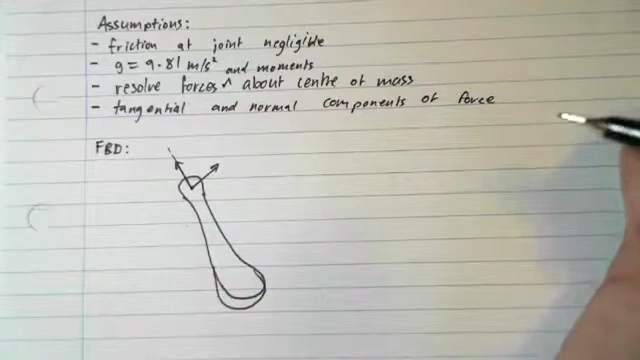 Assumptions:
- friction at joint negligible
- g = 9.81 m/s² and moments
- resolve forces ^ about centre of mass
- tangential and normal components of force
FBD: